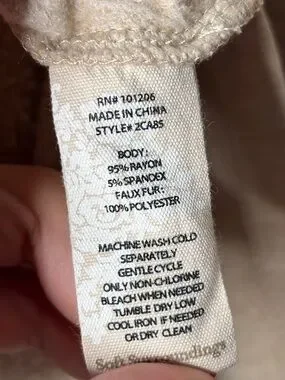 RN# 101206
MADE IN CHINA
STYLE# 2CA85
BODY:
95% RAYON
5% SPANDEX
FAUX FUR:
100% POLYESTER
MACHINE WASH COLD
SEPARATELY
GENTLE CYCLE
ONLY NON-CHLORINE
BLEACH WHEN NEEDED
TUMBLE DRY LOW
COOL IRON IF NEEDED
OR DRY CLEAN
Soft Surroundings